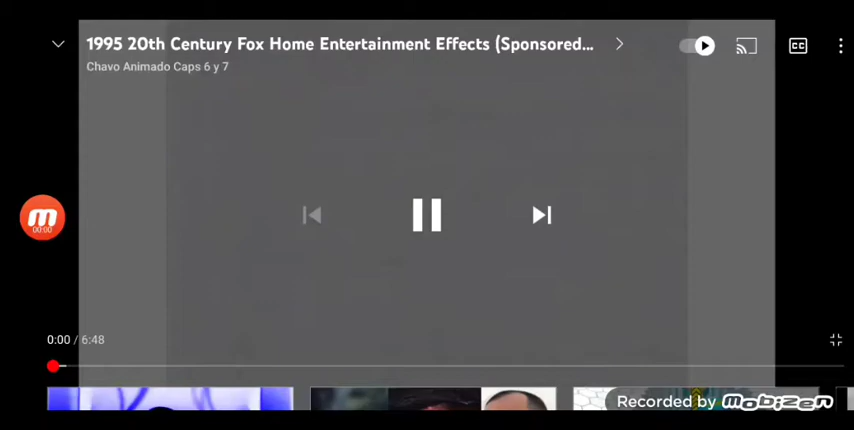 1995 20th Century Fox Home Entertainment Effects (Sponsored...
Chavo Animado Caps 6 y 7
CC
m
00:00
0:00 / 6:48
Recorded by mobizen